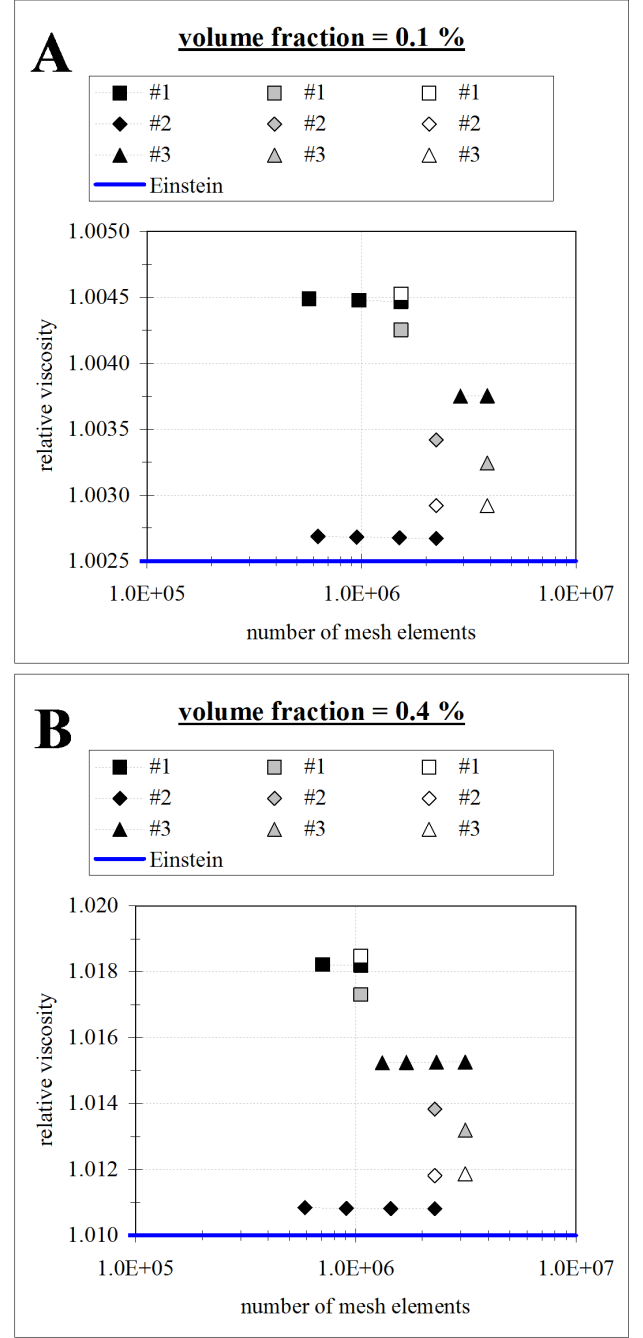 A
volume fraction = 0.1 %
#1 #1 #1
#2 #2 #2
#3 #3 #3
Einstein
1.0050
1.0045
1.0040
1.0035
1.0030
1.0025
relative viscosity
1.0E+05 1.0E+06 1.0E+07
number of mesh elements
B
volume fraction = 0.4 %
#1 #1 #1
#2 #2 #2
#3 #3 #3
Einstein
1.020
1.018
1.016
1.014
1.012
1.010
relative viscosity
1.0E+05 1.0E+06 1.0E+07
number of mesh elements